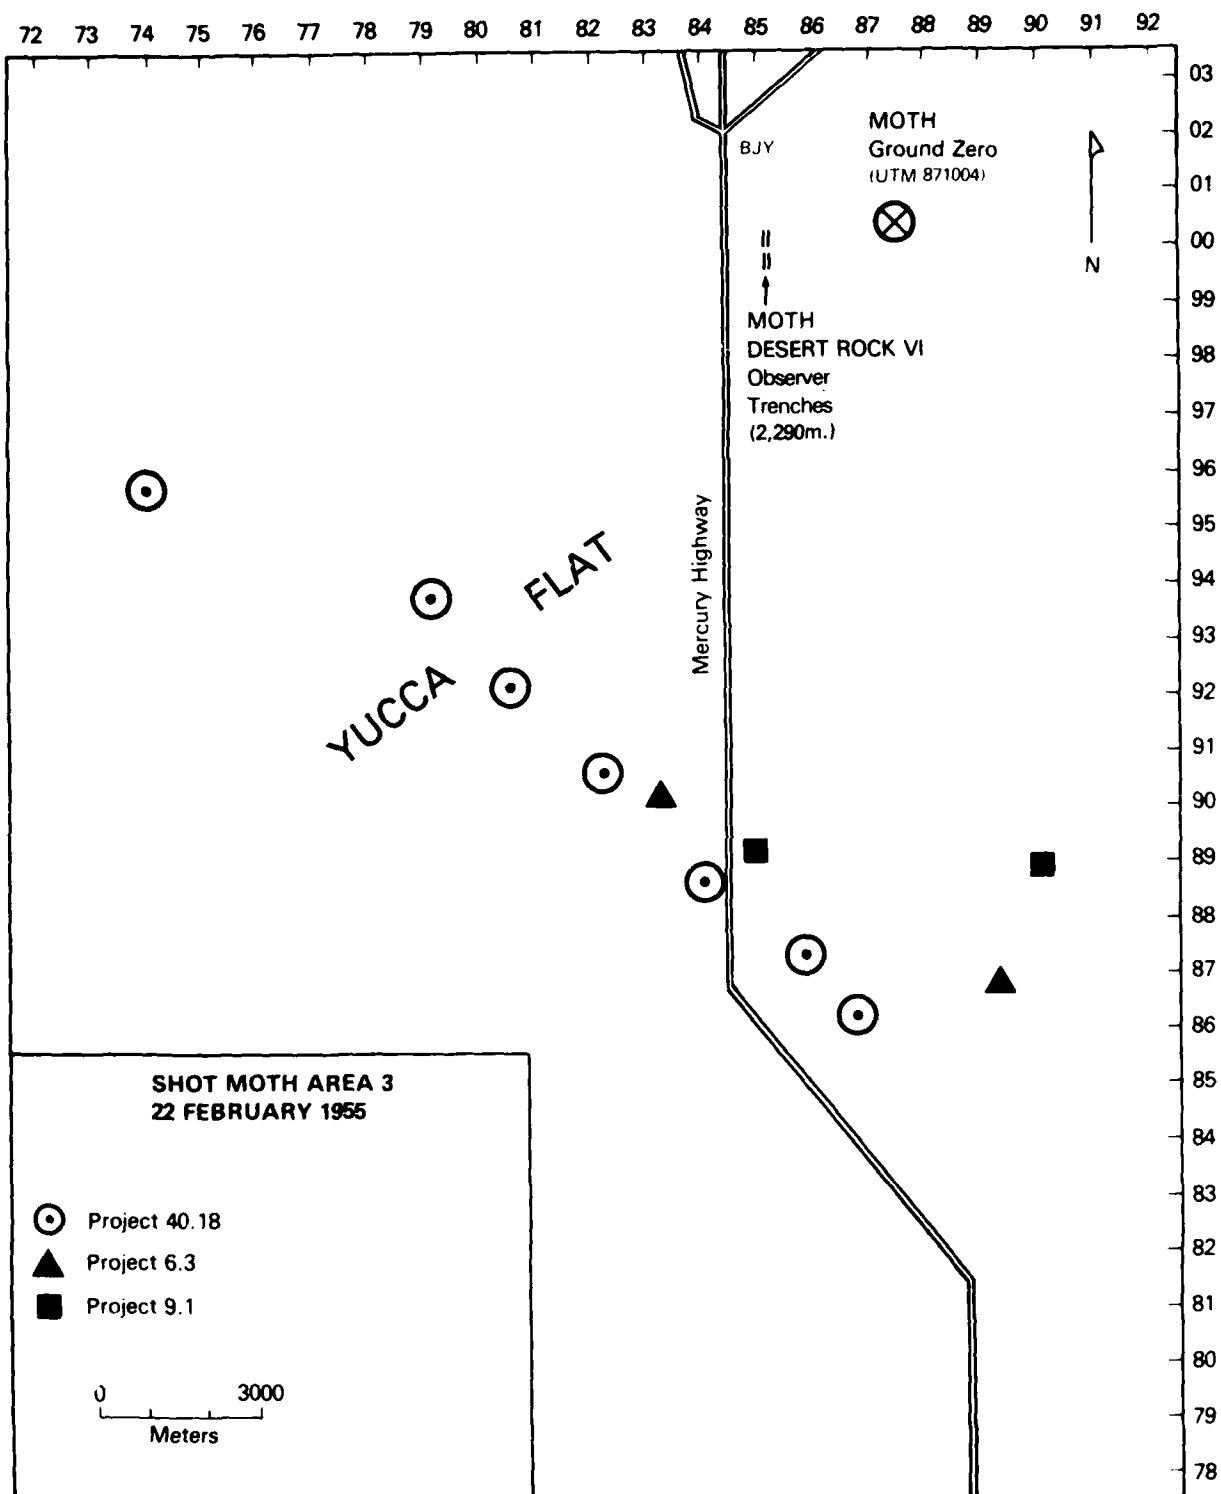 72 73 74 75 76 77 78 79 80 81 82 83 84 85 86 87 88 89 90 91 92
03
02
01
00
99
98
97
96
95
94
93
92
91
90
89
88
87
86
85
84
83
82
81
80
79
78
BJY
MOTH
Ground Zero
(UTM 871004)
N
MOTH
DESERT ROCK VI
Observer
Trenches
(2,290m.)
Mercury Highway
YUCCA FLAT
SHOT MOTH AREA 3
22 FEBRUARY 1955
Project 40.18
Project 6.3
Project 9.1
0 3000
Meters